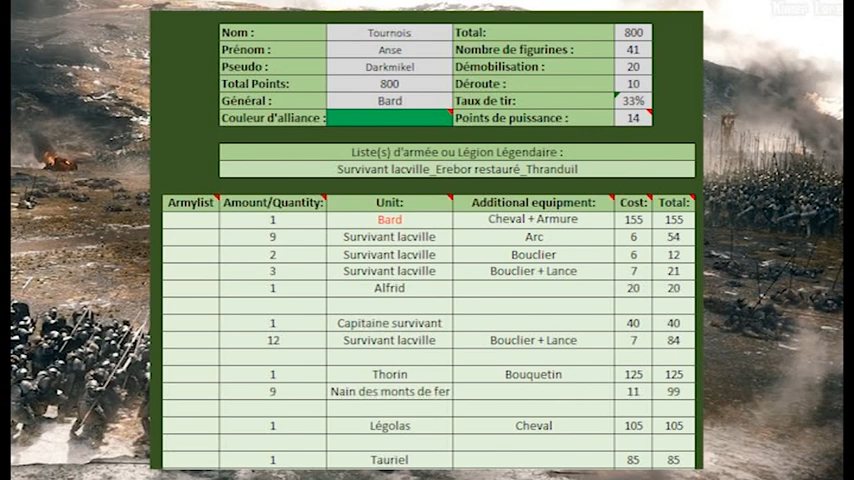 Nom : Tournois Total: 800
Prénom : Anse Nombre de figurines : 41
Pseudo : Darkmikel Démobilisation : 20
Total Points: 800 Déroute : 10
Général : Bard Taux de tir: 33%
Couleur d'alliance : Points de puissance : 14
Liste(s) d'armée ou Légion Légendaire :
Survivant lacville_Erebor restauré_Thranduil
Armylist Amount/Quantity: Unit: Additional equipment: Cost: Total:
1 Bard Cheval + Armure 155 155
9 Survivant lacville Arc 6 54
2 Survivant lacville Bouclier 6 12
3 Survivant lacville Bouclier + Lance 7 21
1 Alfrid 20 20
1 Capitaine survivant 40 40
12 Survivant lacville Bouclier + Lance 7 84
1 Thorin Bouquetin 125 125
9 Nain des monts de fer 11 99
1 Légolas Cheval 105 105
1 Tauriel 85 85